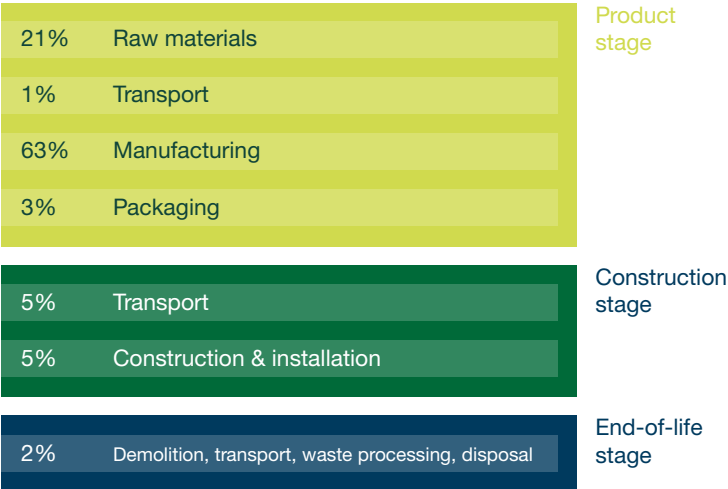 Product
stage
21% Raw materials
1% Transport
63% Manufacturing
3% Packaging
Construction
stage
5% Transport
5% Construction & installation
End-of-life
stage
2% Demolition, transport, waste processing, disposal